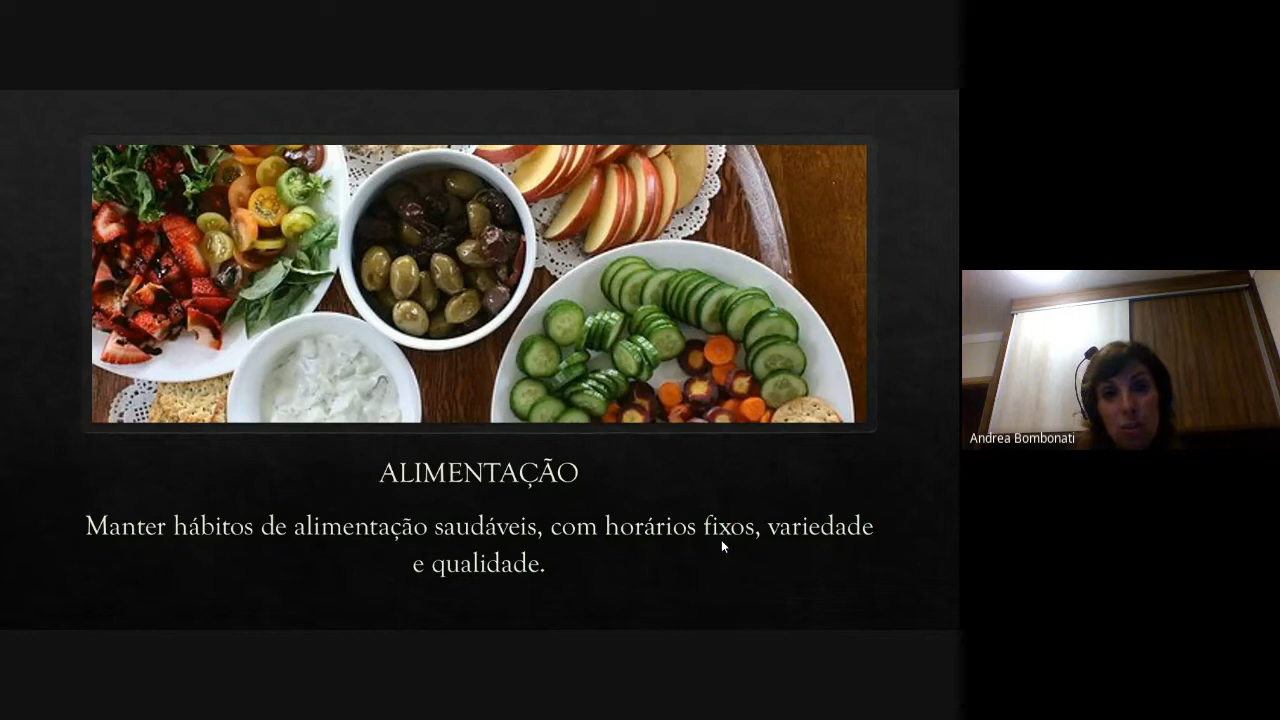 ALIMENTAÇÃO
Manter hábitos de alimentação saudáveis, com horários fixos, variedade
e qualidade.
Andrea Bombonati